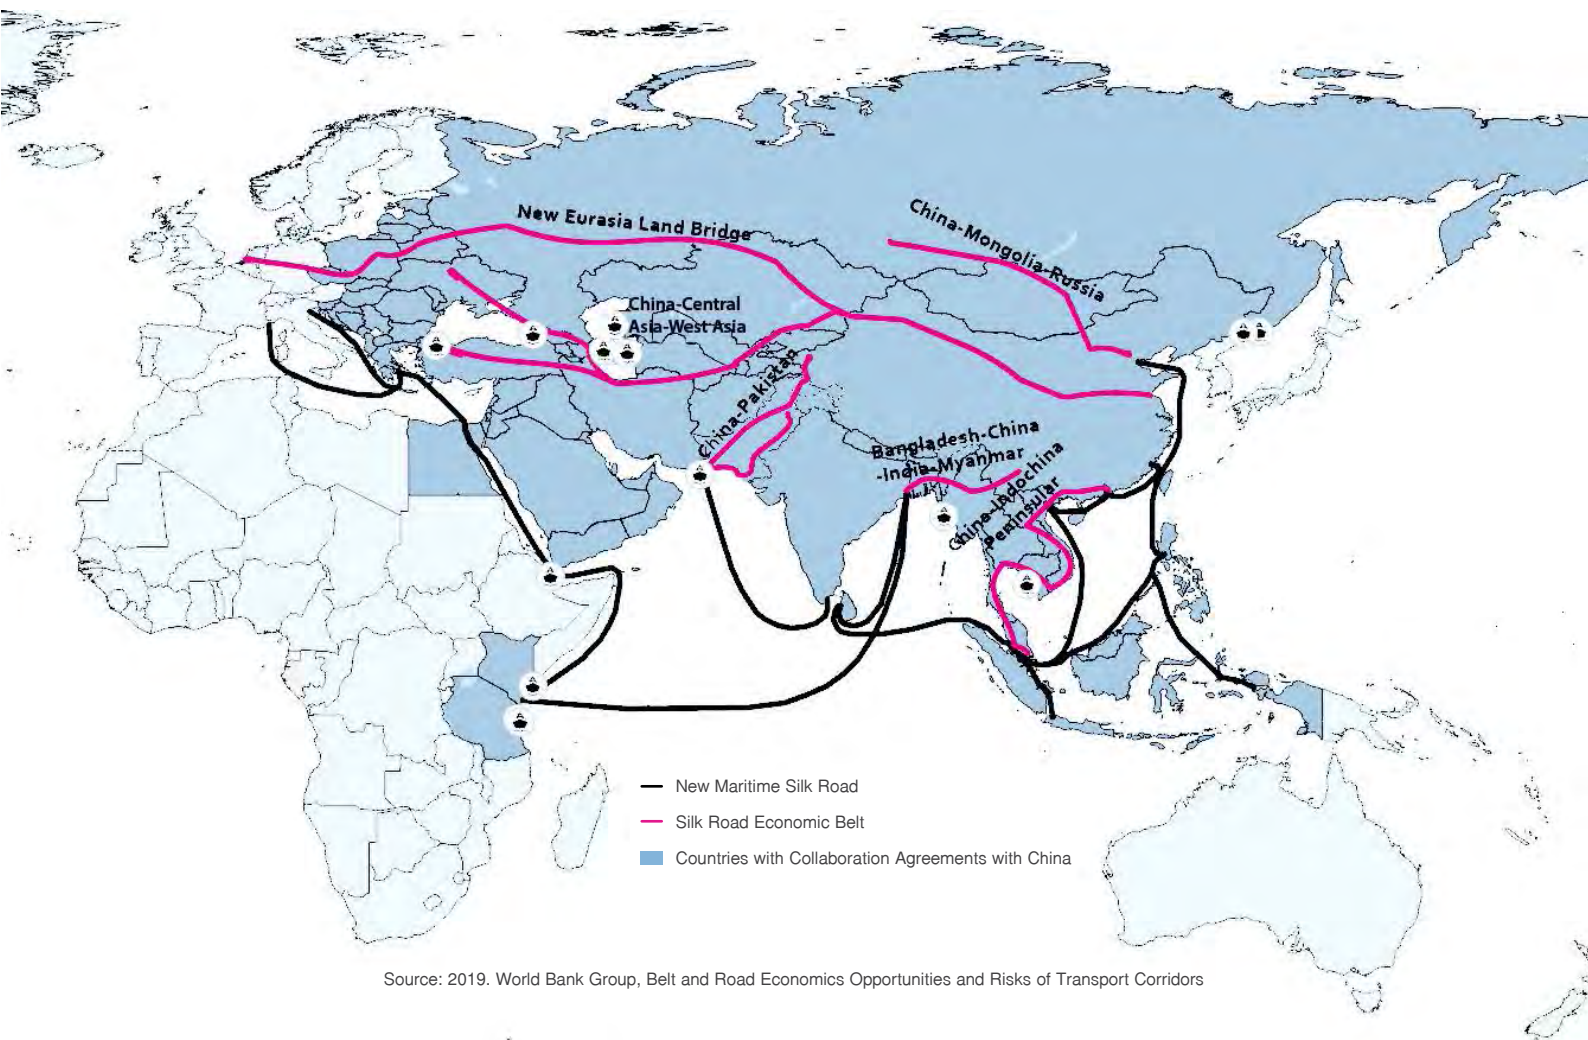 New Eurasia Land Bridge
China-Mongolia-Russia
China-Central
Asia-West Asia
China-Pakistan
Bangladesh-China
-India-Myanmar
China-Indochina
Peninsular
New Maritime Silk Road
Silk Road Economic Belt
Countries with Collaboration Agreements with China
Source: 2019. World Bank Group, Belt and Road Economics Opportunities and Risks of Transport Corridors